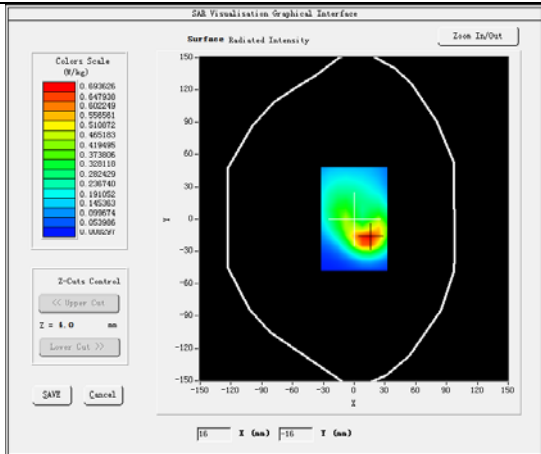 SAR Visualisation Graphical Interface
Surface Radiated Intensity
Zoom In/Out
Colors Scale
(W/kg)
0.693626
0.647938
0.602249
0.556561
0.510872
0.465183
0.419495
0.373806
0.328118
0.282429
0.236740
0.191052
0.145363
0.099674
0.053986
0.008297
150
120
90
60
30
0
-30
-60
-90
-120
-150
Y
-150 -120 -90 -60 -30 0 30 60 90 120 150
X
Z-Cuts Control
<< Upper Cut
Z = 4.0 mm
Lower Cut >>
SAVE Cancel
16 X (mm) -16 Y (mm)